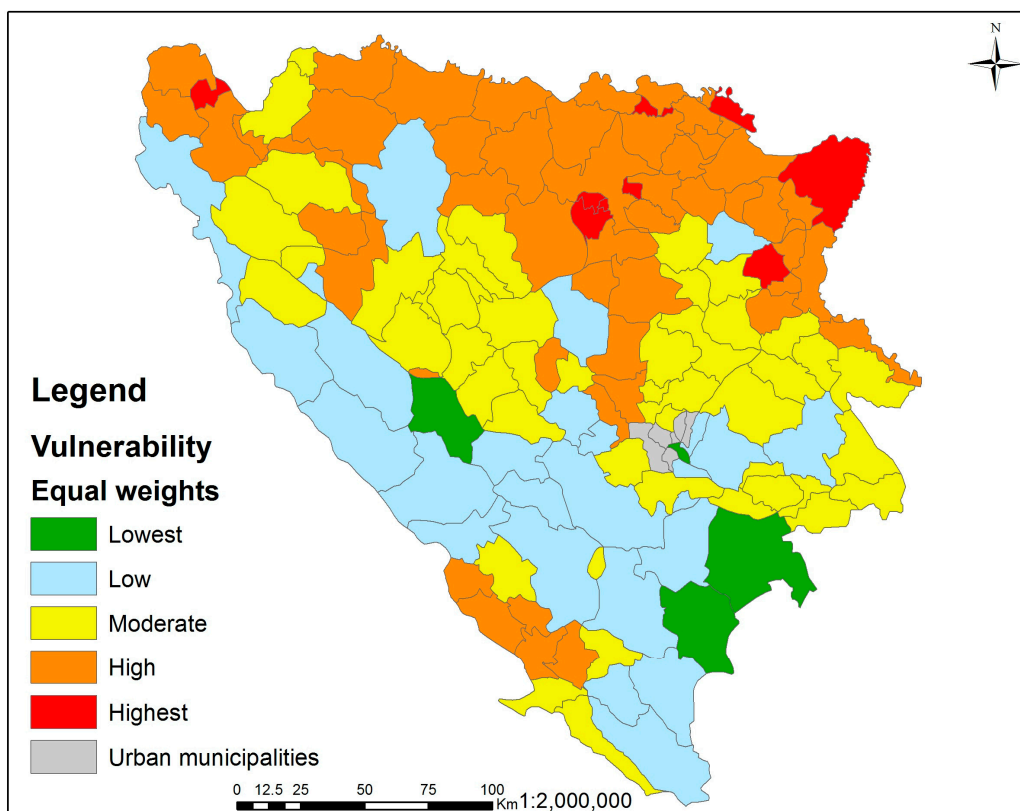 N
Legend
Vulnerability
Equal weights
Lowest
Low
Moderate
High
Highest
Urban municipalities
0 12.5 25 50 75 100
Km 1:2,000,000